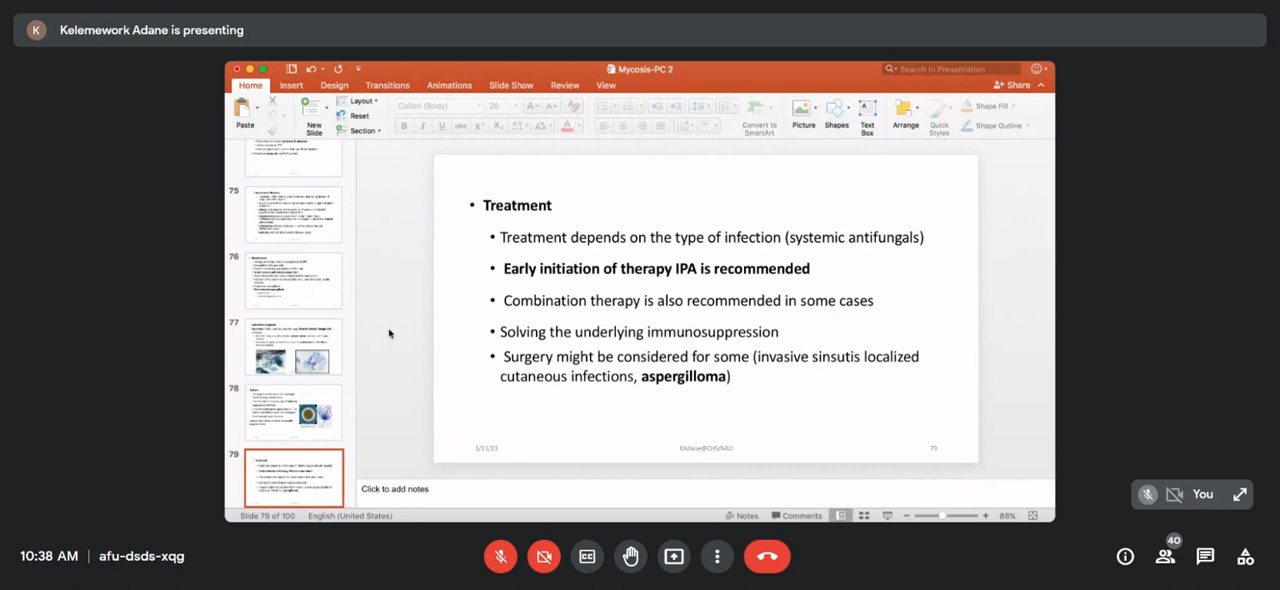 K Kelemework Adane is presenting
Mycosis-PC 2
Search in Presentation
Home Insert Design Transitions Animations Slide Show Review View
Share
Paste
New Slide
Layout
Reset
Section
Calibri (Body) 28
Convert to SmartArt
Picture
Shapes
Text Box
Arrange
Quick Styles
Shape Fill
Shape Outline
75
76
77
78
79
• Treatment
• Treatment depends on the type of infection (systemic antifungals)
• Early intiation of therapy IPA is recommended
• Combination therapy is also recommended in some cases
• Solving the underlying immunosupression
• Surgery might be considered for some (invasive sinsutis localized
cutaneous infections, aspergilloma)
1/11/23 KAdane@CHS/AAU 79
Click to add notes
Slide 79 of 100 English (United States) Notes Comments 88%
You
10:38 AM | afu-dsds-xqg
40